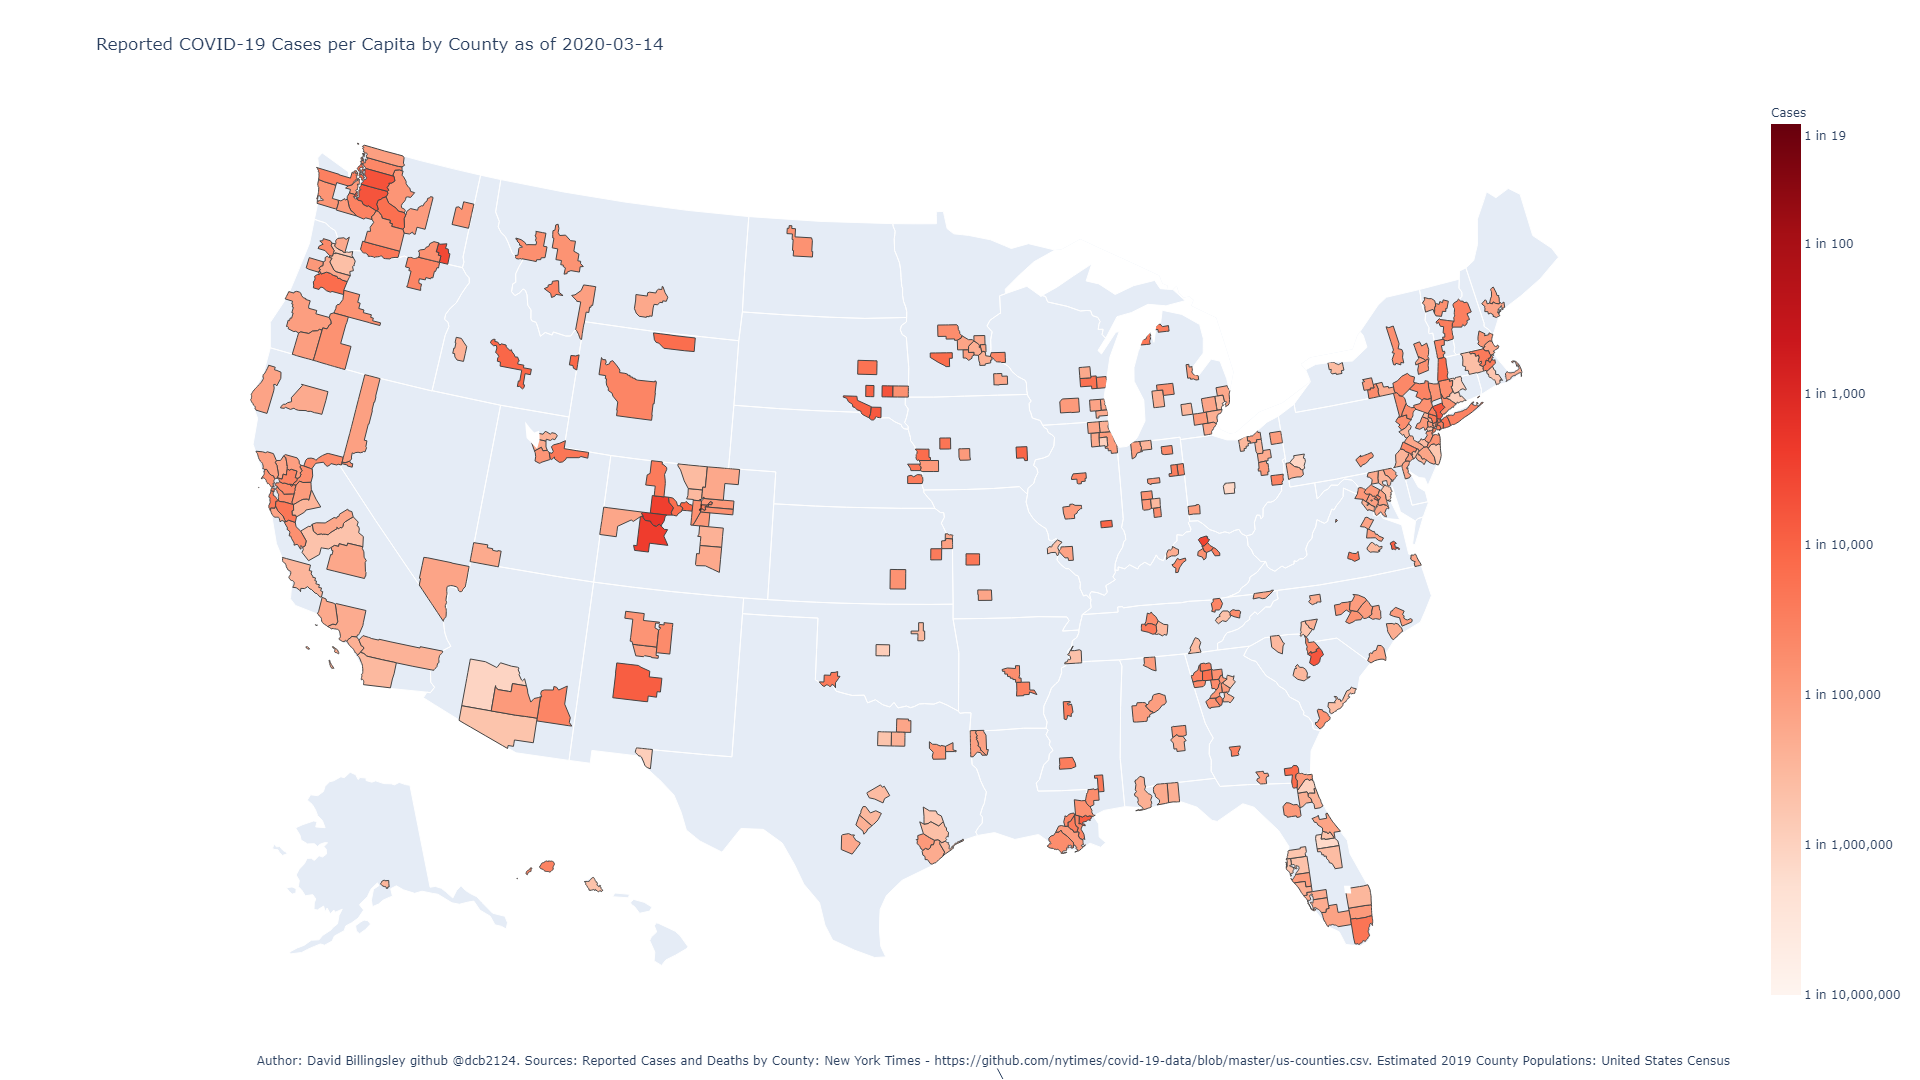 Reported COVID-19 Cases per Capita by County as of 2020-03-14
Cases
1 in 19
1 in 100
1 in 1,000
1 in 10,000
1 in 100,000
1 in 1,000,000
1 in 10,000,000
Author: David Billingsley github @dcb2124. Sources: Reported Cases and Deaths by County: New York Times - https://github.com/nytimes/covid-19-data/blob/master/us-counties.csv. Estimated 2019 County Populations: United States Census